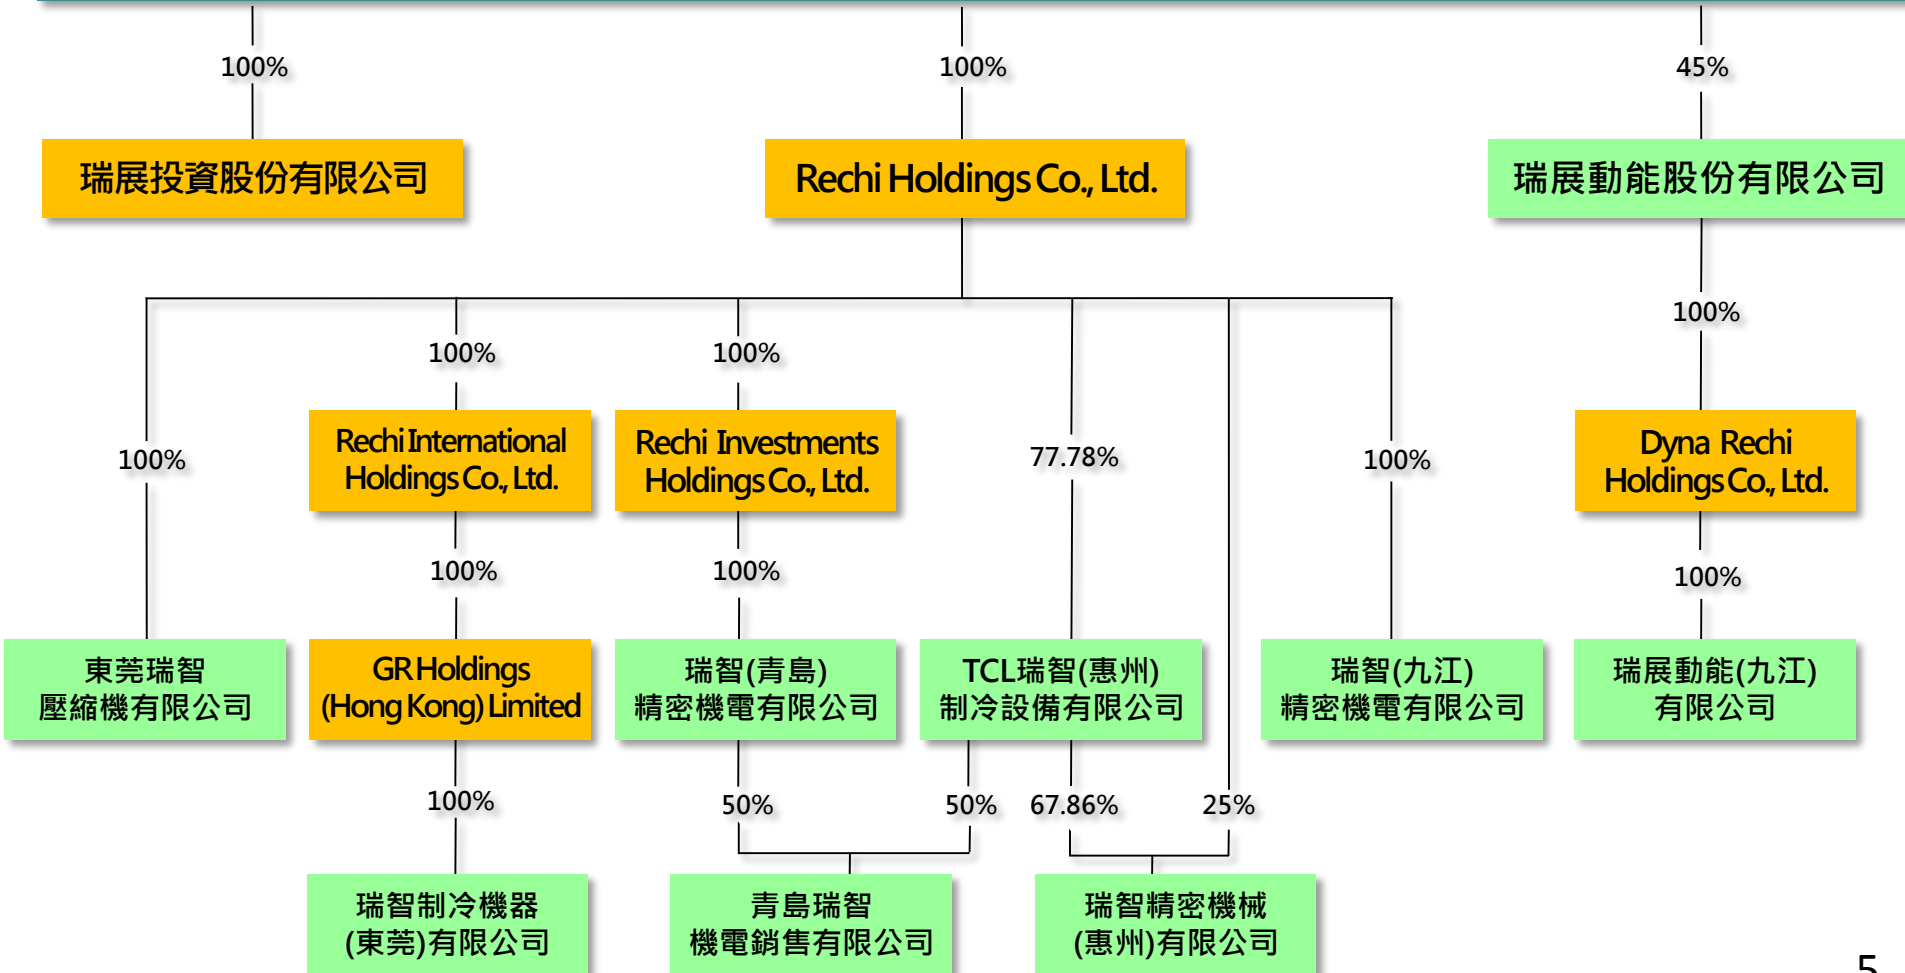 100%
100%
45%
瑞展投資股份有限公司
Rechi Holdings Co., Ltd.
瑞展動能股份有限公司
100%
100%
100%
Rechi International
Holdings Co., Ltd.
Rechi Investments
Holdings Co., Ltd.
Dyna Rechi
Holdings Co., Ltd.
100%
77.78%
100%
100%
100%
100%
東莞瑞智
壓縮機有限公司
GR Holdings
(Hong Kong) Limited
瑞智(青島)
精密機電有限公司
TCL瑞智(惠州)
制冷設備有限公司
瑞智(九江)
精密機電有限公司
瑞展動能(九江)
有限公司
100%
50%
50%
67.86%
25%
瑞智制冷機器
(東莞)有限公司
青島瑞智
機電銷售有限公司
瑞智精密機械
(惠州)有限公司
5